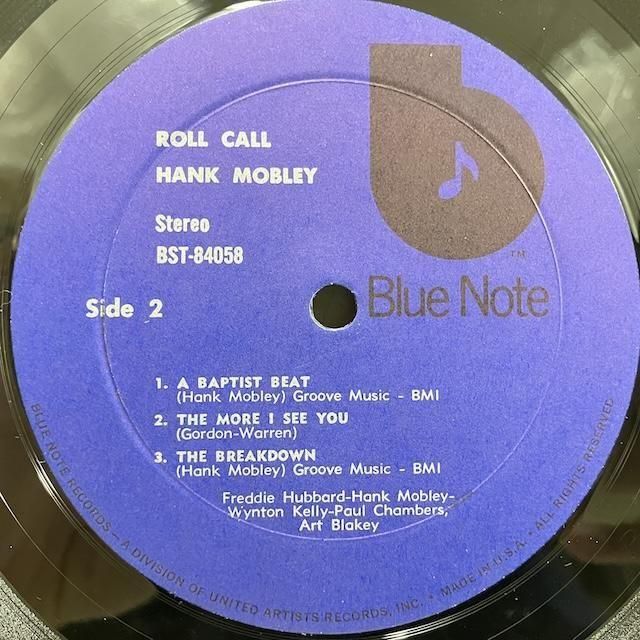 ROLL CALL
HANK MOBLEY
Stereo
BST-84058
TM
Blue Note
Side 2
1. A BAPTIST BEAT
(Hank Mobley) Groove Music - BMI
2. THE MORE I SEE YOU
(Gordon-Warren)
3. THE BREAKDOWN
(Hank Mobley) Groove Music - BMI
Freddie Hubbard-Hank Mobley-
Wynton Kelly-Paul Chambers,
Art Blakey
BLUE NOTE RECORDS — A DIVISION OF UNITED ARTISTS RECORDS, INC. • MADE IN U.S.A. • ALL RIGHTS RESERVED